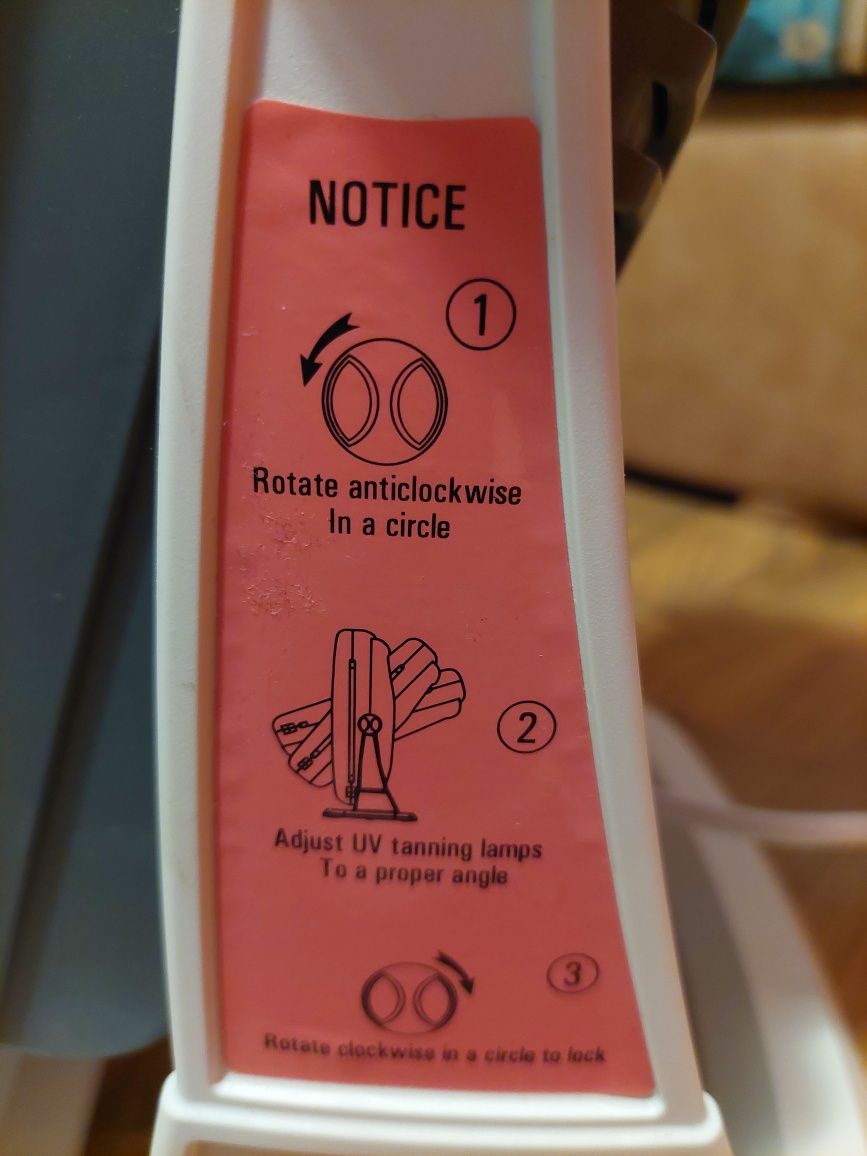 NOTICE
1
Rotate anticlockwise
In a circle
2
Adjust UV tanning lamps
To a proper angle
3
Rotate clockwise in a circle to lock